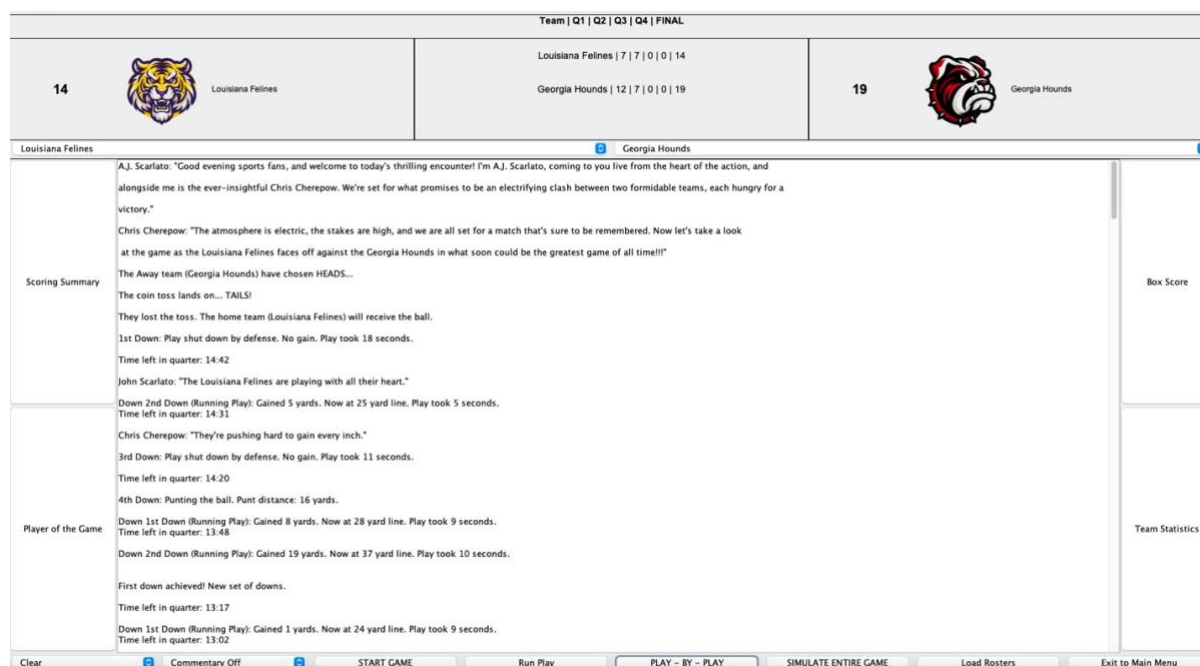 Team | Q1 | Q2 | Q3 | Q4 | FINAL
14
Louisiana Felines
Louisiana Felines | 7 | 7 | 0 | 0 | 14
Georgia Hounds | 12 | 7 | 0 | 0 | 19
19
Georgia Hounds
Louisiana Felines
Georgia Hounds
Scoring Summary
Player of the Game
A.J. Scarlato: "Good evening sports fans, and welcome to today's thrilling encounter! I'm A.J. Scarlato, coming to you live from the heart of the action, and
alongside me is the ever-insightful Chris Cherepow. We're set for what promises to be an electrifying clash between two formidable teams, each hungry for a
victory."
Chris Cherepow: "The atmosphere is electric, the stakes are high, and we are all set for a match that's sure to be remembered. Now let's take a look
at the game as the Louisiana Felines faces off against the Georgia Hounds in what soon could be the greatest game of all time!!!"
The Away team (Georgia Hounds) have chosen HEADS...
The coin toss lands on... TAILS!
They lost the toss. The home team (Louisiana Felines) will receive the ball.
1st Down: Play shut down by defense. No gain. Play took 18 seconds.
Time left in quarter: 14:42
John Scarlato: "The Louisiana Felines are playing with all their heart."
Down 2nd Down (Running Play): Gained 5 yards. Now at 25 yard line. Play took 5 seconds.
Time left in quarter: 14:31
Chris Cherepow: "They're pushing hard to gain every inch."
3rd Down: Play shut down by defense. No gain. Play took 11 seconds.
Time left in quarter: 14:20
4th Down: Punting the ball. Punt distance: 16 yards.
Down 1st Down (Running Play): Gained 8 yards. Now at 28 yard line. Play took 9 seconds.
Time left in quarter: 13:48
Down 2nd Down (Running Play): Gained 19 yards. Now at 37 yard line. Play took 10 seconds.
First down achieved! New set of downs.
Time left in quarter: 13:17
Down 1st Down (Running Play): Gained 1 yards. Now at 24 yard line. Play took 9 seconds.
Time left in quarter: 13:02
Box Score
Team Statistics
Clear
Commentary Off
START GAME
Run Play
PLAY - BY - PLAY
SIMULATE ENTIRE GAME
Load Rosters
Exit to Main Menu